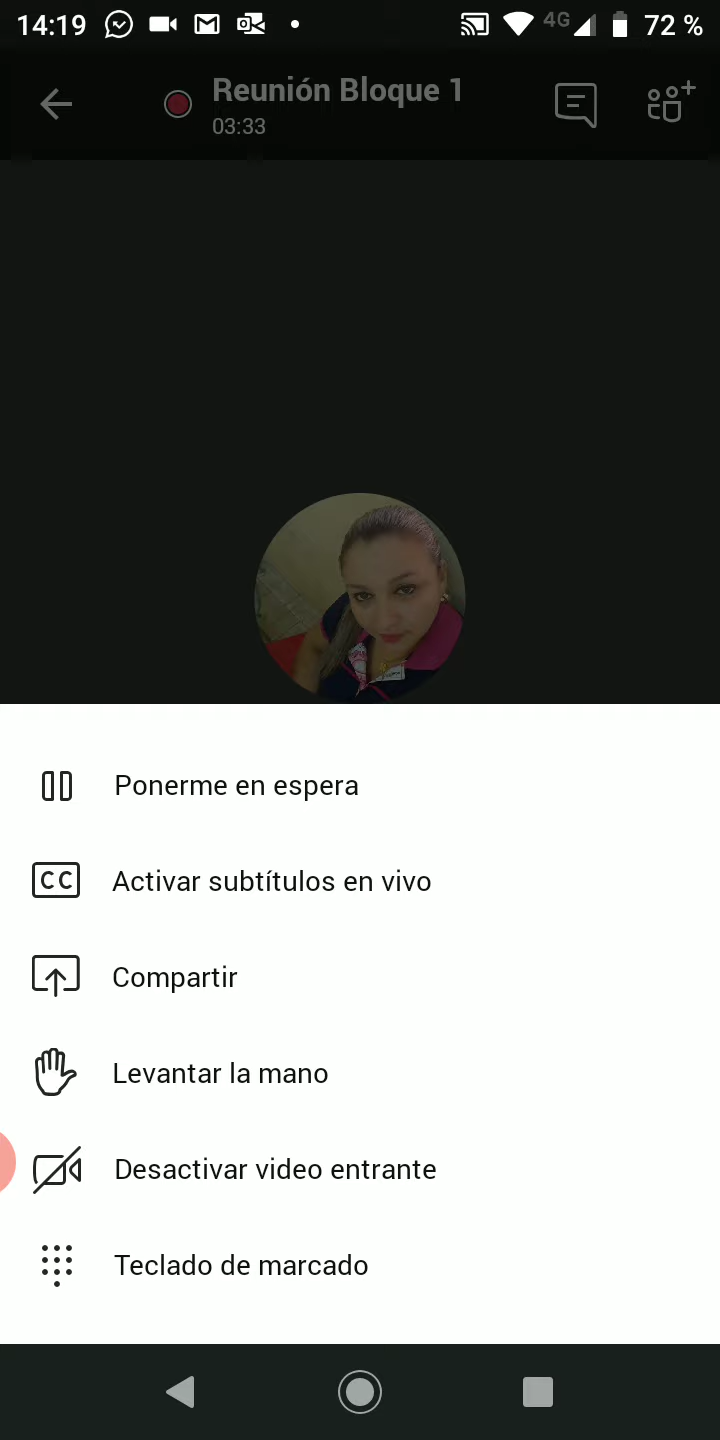 14:19
4G
72 %
Reunión Bloque 1
03:33
Ponerme en espera
CC Activar subtítulos en vivo
Compartir
Levantar la mano
Desactivar video entrante
Teclado de marcado